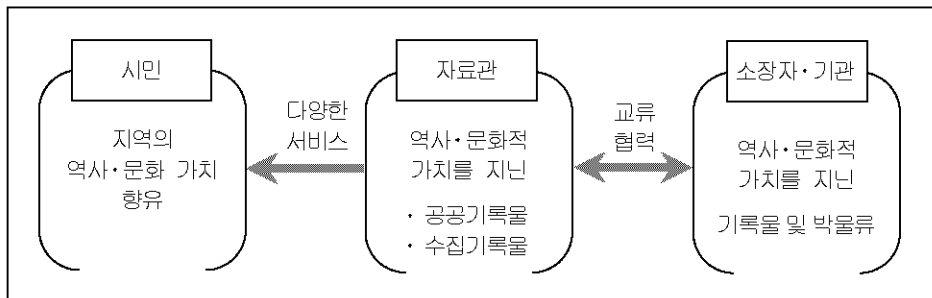 시민
지역의
역사·문화 가치
향유
다양한
서비스
자료관
역사·문화적
가치를 지닌
· 공공기록물
· 수집기록물
교류
협력
소장자·기관
역사·문화적
가치를 지닌
기록물 및 박물류